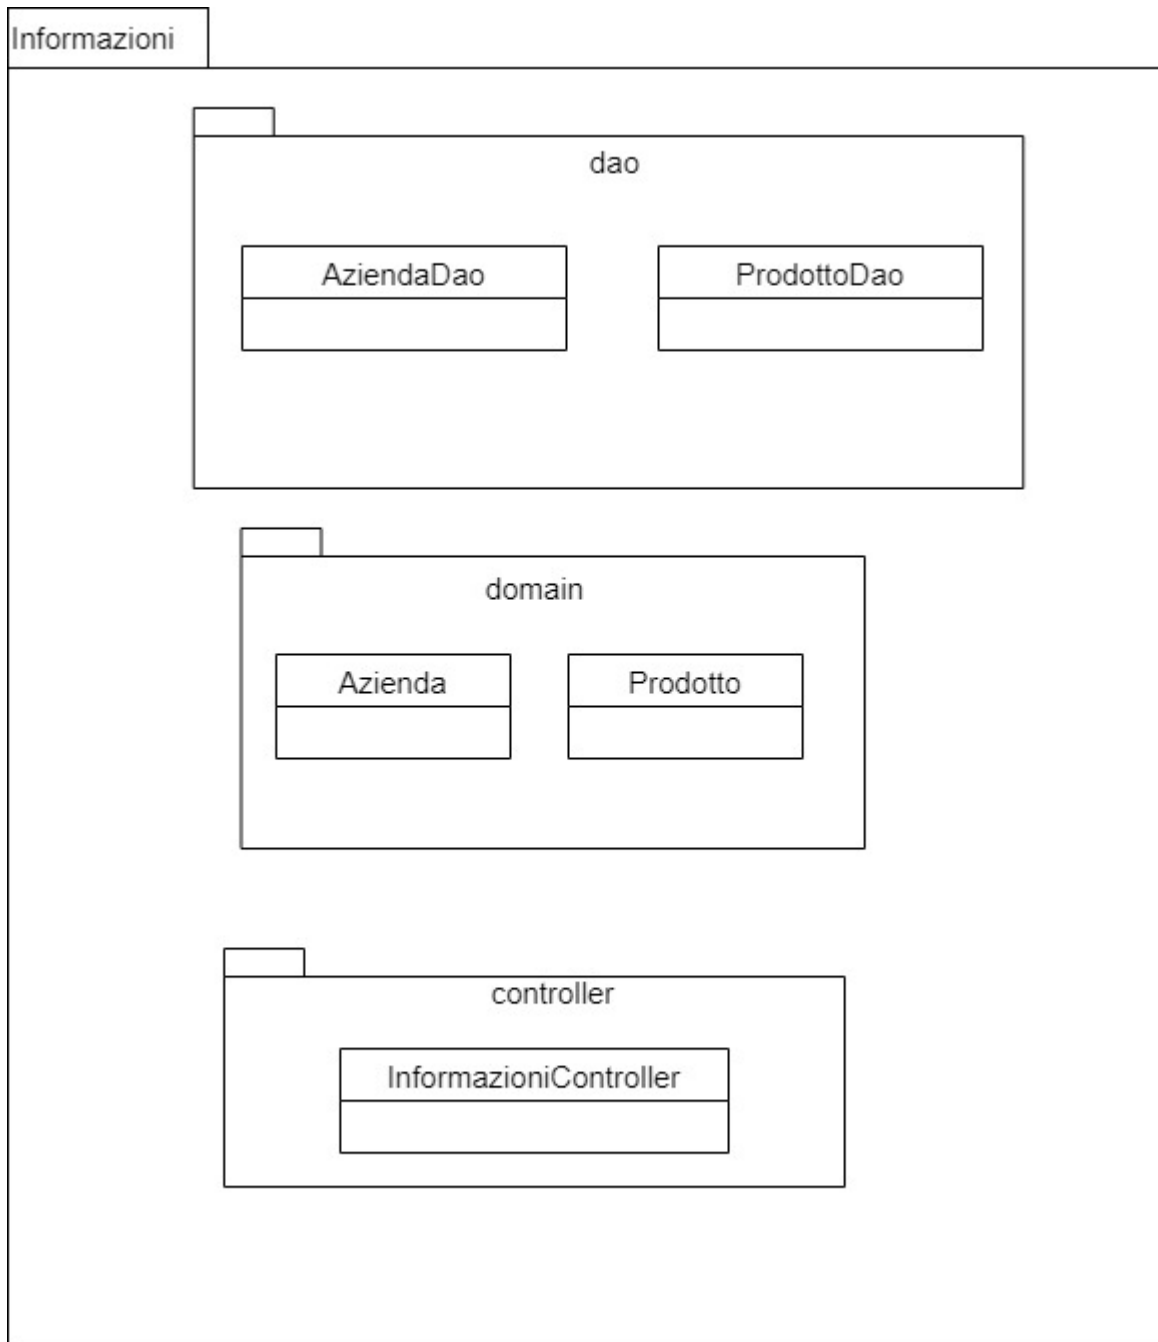 Informazioni
dao
AziendaDao
ProdottoDao
domain
Azienda
Prodotto
controller
InformazioniController